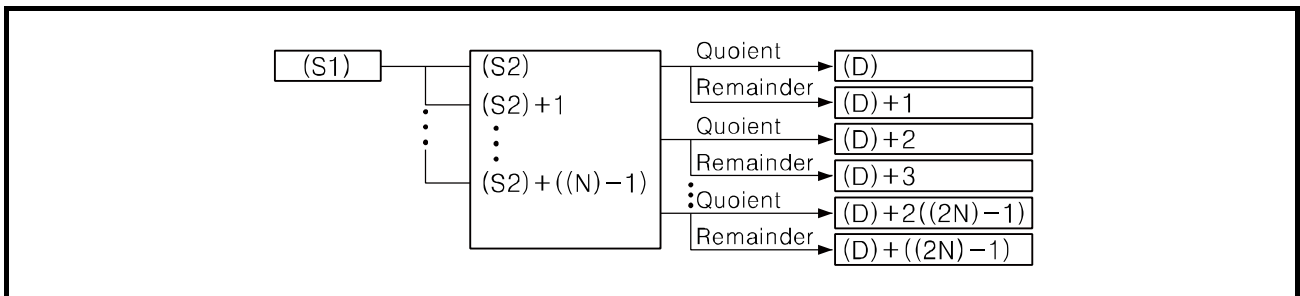 (S1)
(S2)
(S2)+1
(S2)+((N)-1)
Quoient
(D)
Remainder
(D)+1
Quoient
(D)+2
Remainder
(D)+3
Quoient
(D)+2((2N)-1)
Remainder
(D)+((2N)-1)